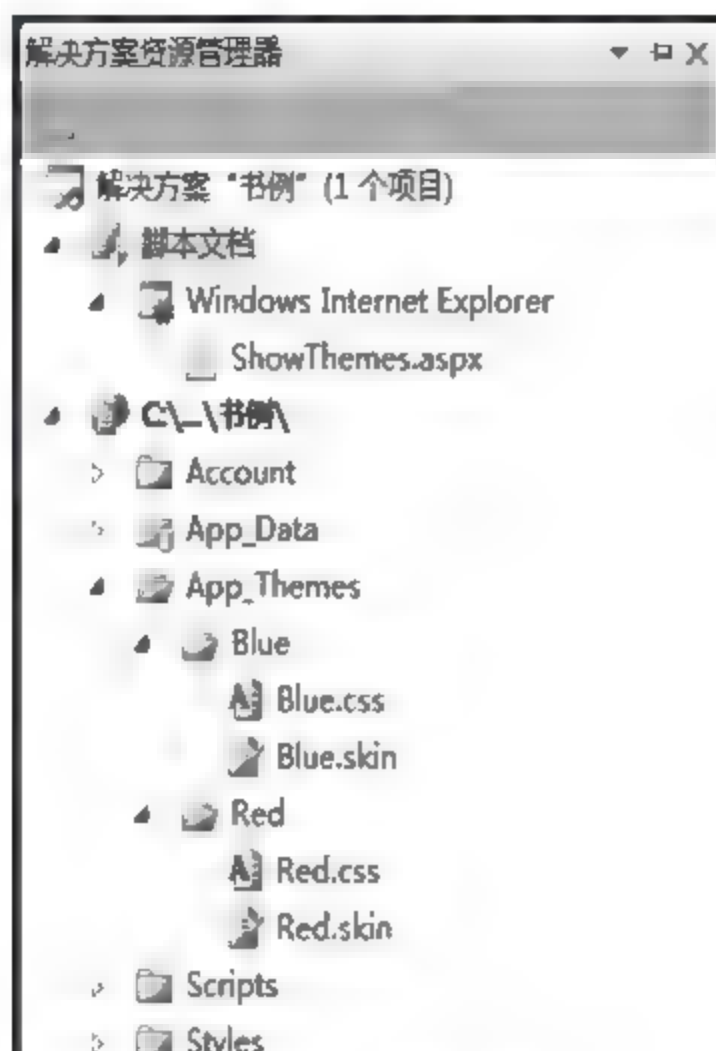 解决方案资源管理器
解决方案 "书例" (1 个项目)
脚本文档
Windows Internet Explorer
ShowThemes.aspx
C:\...\书例\
Account
App_Data
App_Themes
Blue
Blue.css
Blue.skin
Red
Red.css
Red.skin
Scripts
Styles